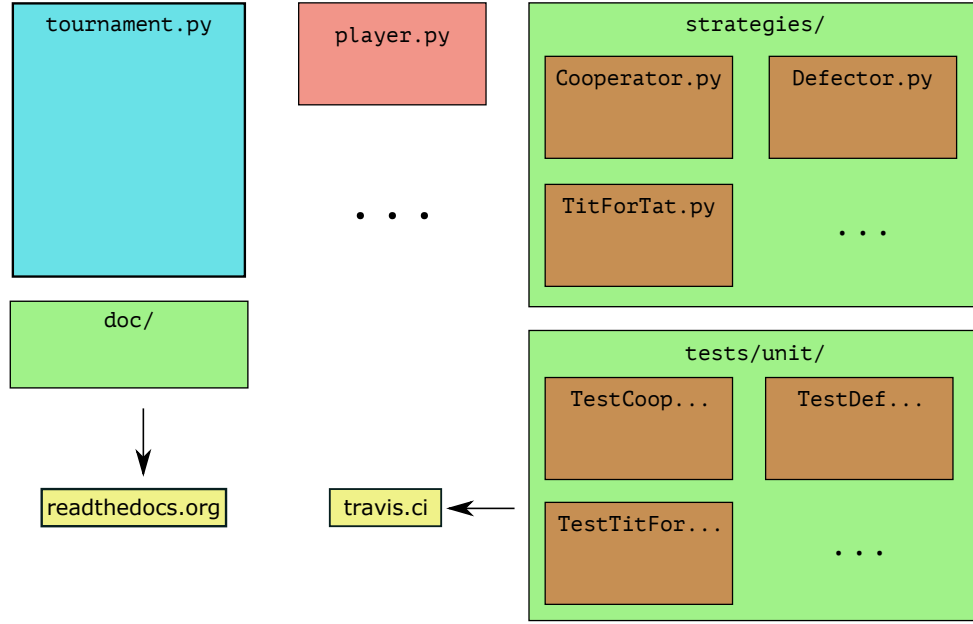 tournament.py
player.py
strategies/
Cooperator.py
Defector.py
TitForTat.py
...
...
doc/
tests/unit/
TestCoop...
TestDef...
readthedocs.org
travis.ci
TestTitFor...
...